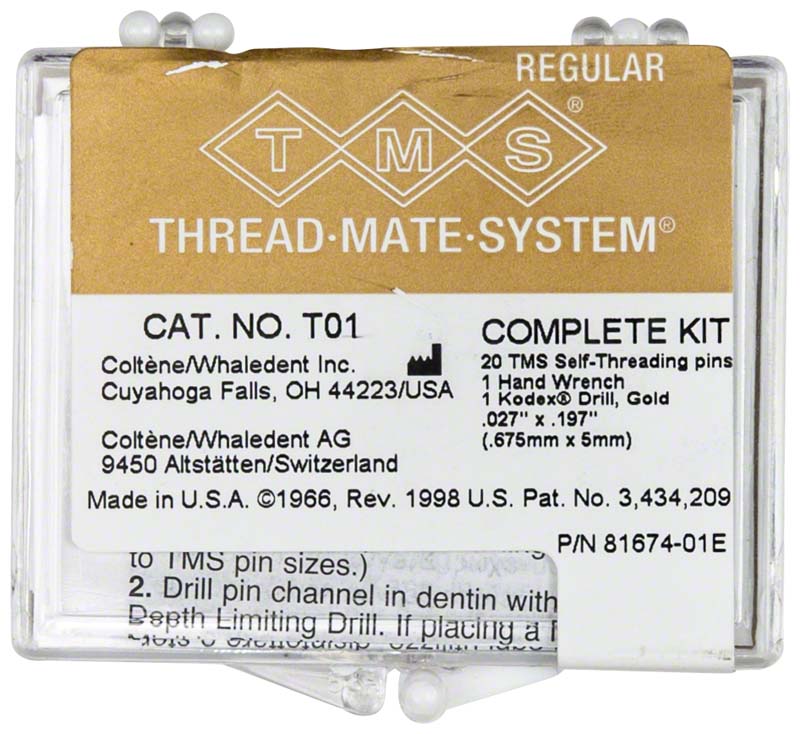 REGULAR
TMS®
THREAD·MATE·SYSTEM®
CAT. NO. T01
Coltène/Whaledent Inc.
Cuyahoga Falls, OH 44223/USA
Coltène/Whaledent AG
9450 Altstätten/Switzerland
COMPLETE KIT
20 TMS Self-Threading pins
1 Hand Wrench
1 Kodex® Drill, Gold
.027" x .197"
(.675mm x 5mm)
Made in U.S.A. ©1966, Rev. 1998 U.S. Pat. No. 3,434,209
P/N 81674-01E
to TMS pin sizes.)
2. Drill pin channel in dentin with
Depth Limiting Drill. If placing a